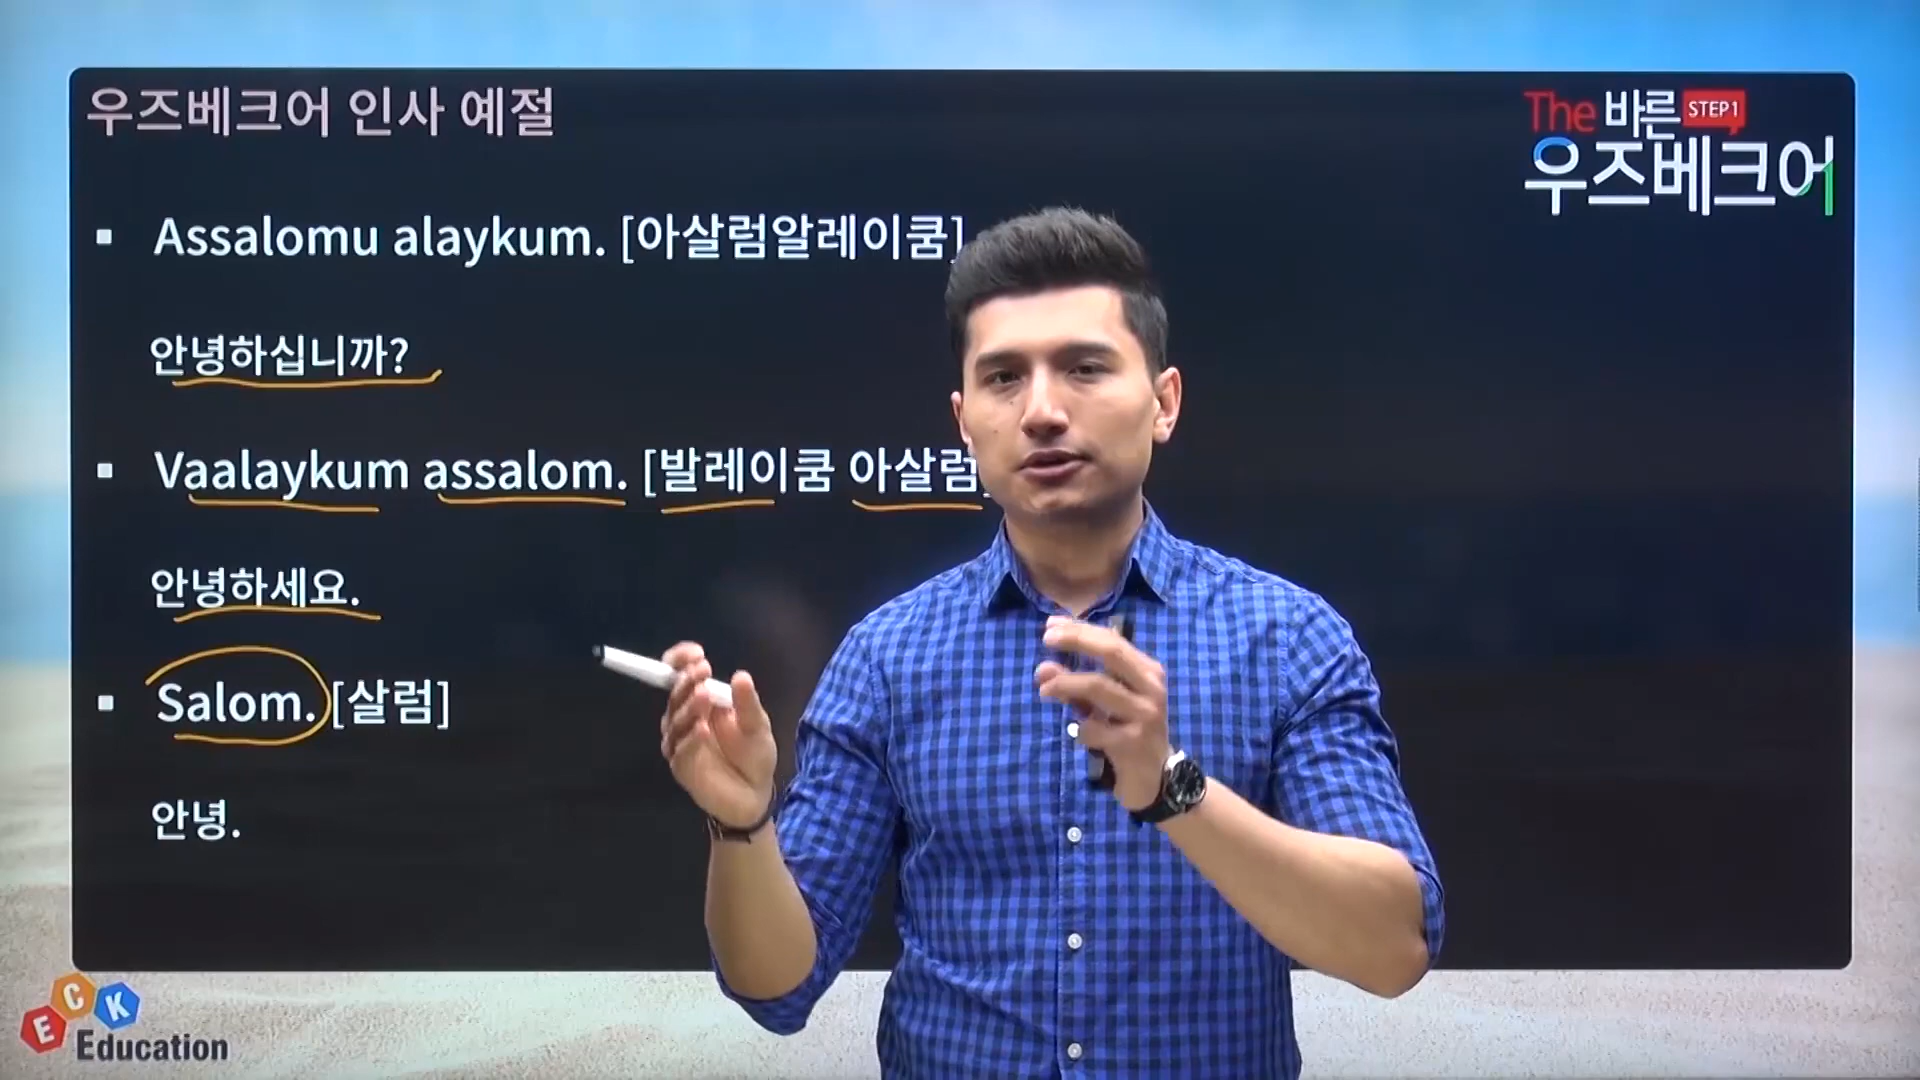 우즈베크어 인사 예절
The 바른 STEP1
우즈베크어
▪ Assalomu alaykum. [아살럼알레이쿰]
안녕하십니까?
▪ Vaalaykum assalom. [발레이쿰 아살럼]
안녕하세요.
▪ Salom. [살럼]
안녕.
ECK
Education